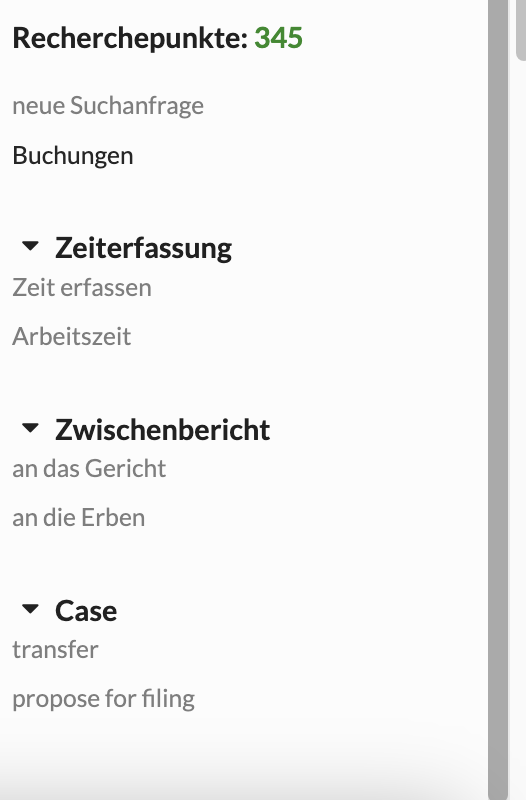 Recherchepunkte: 345
neue Suchanfrage
Buchungen
Zeiterfassung
Zeit erfassen
Arbeitszeit
Zwischenbericht
an das Gericht
an die Erben
Case
transfer
propose for filing